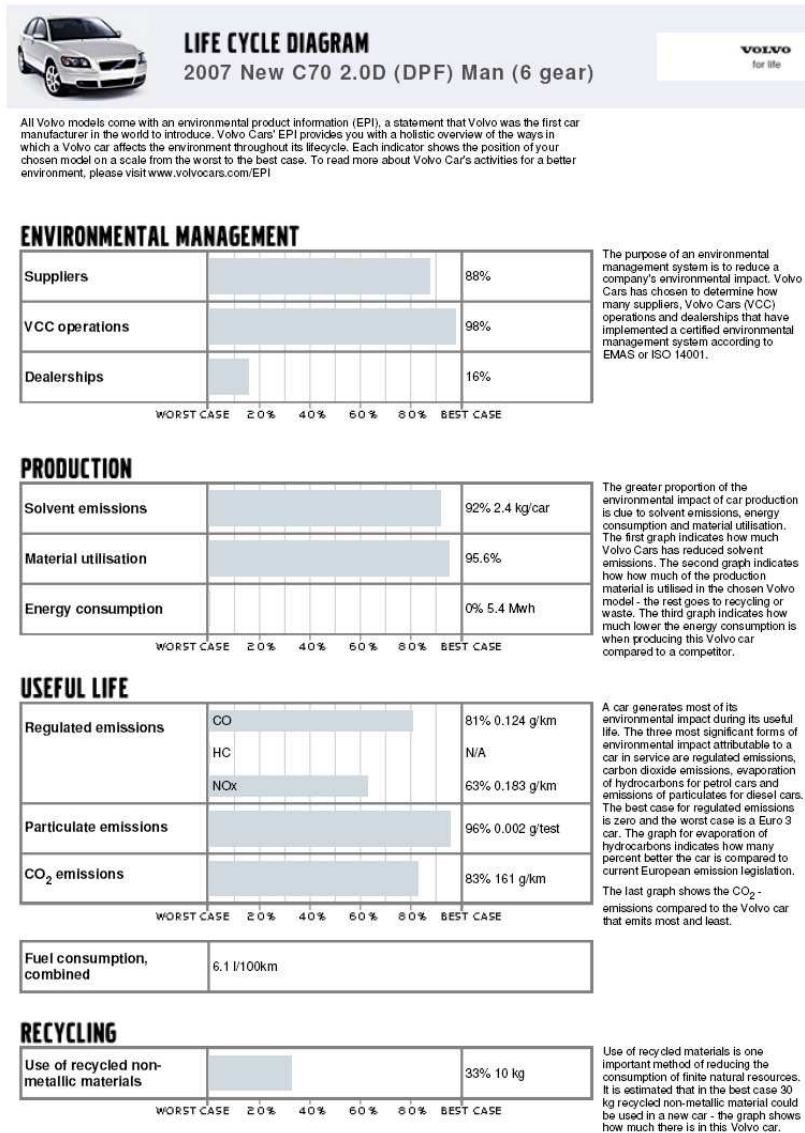 LIFE CYCLE DIAGRAM
2007 New C70 2.0D (DPF) Man (6 gear)
VOLVO
for life
All Volvo models come with an environmental product information (EPI), a statement that Volvo was the first car
manufacturer in the world to introduce. Volvo Cars' EPI provides you with a holistic overview of the ways in
which a Volvo car affects the environment throughout its lifecycle. Each indicator shows the position of your
chosen model on a scale from the worst to the best case. To read more about Volvo Car's activities for a better
environment, please visit www.volvocars.com/EPI
ENVIRONMENTAL MANAGEMENT
Suppliers
88%
VCC operations
98%
Dealerships
16%
WORST CASE 20% 40% 60% 80% BEST CASE
The purpose of an environmental
management system is to reduce a
company's environmental impact. Volvo
Cars has chosen to determine how
many suppliers, Volvo Cars (VCC)
operations and dealerships that have
implemented a certified environmental
management system according to
EMAS or ISO 14001.
PRODUCTION
Solvent emissions
92% 2.4 kg/car
Material utilisation
95.6%
Energy consumption
0% 5.4 Mwh
WORST CASE 20% 40% 60% 80% BEST CASE
The greater proportion of the
environmental impact of car production
is due to solvent emissions, energy
consumption and material utilisation.
The first graph indicates how much
Volvo Cars has reduced solvent
emissions. The second graph indicates
how how much of the production
material is utilised in the chosen Volvo
model - the rest goes to recycling or
waste. The third graph indicates how
much lower the energy consumption is
when producing this Volvo car
compared to a competitor.
USEFUL LIFE
Regulated emissions
CO
81% 0.124 g/km
HC
N/A
NOx
63% 0.183 g/km
Particulate emissions
96% 0.002 g/test
CO2 emissions
83% 161 g/km
WORST CASE 20% 40% 60% 80% BEST CASE
A car generates most of its
environmental impact during its useful
life. The three most significant forms of
environmental impact attributable to a
car in service are regulated emissions,
carbon dioxide emissions, evaporation
of hydrocarbons for petrol cars and
emissions of particulates for diesel cars.
The best case for regulated emissions
is zero and the worst case is a Euro 3
car. The graph for evaporation of
hydrocarbons indicates how many
percent better the car is compared to
current European emission legislation.
The last graph shows the CO2 -
emissions compared to the Volvo car
that emits most and least.
Fuel consumption,
combined
6.1 l/100km
RECYCLING
Use of recycled non-
metallic materials
33% 10 kg
WORST CASE 20% 40% 60% 80% BEST CASE
Use of recycled materials is one
important method of reducing the
consumption of finite natural resources.
It is estimated that in the best case 30
kg recycled non-metallic material could
be used in a new car - the graph shows
how much there is in this Volvo car.